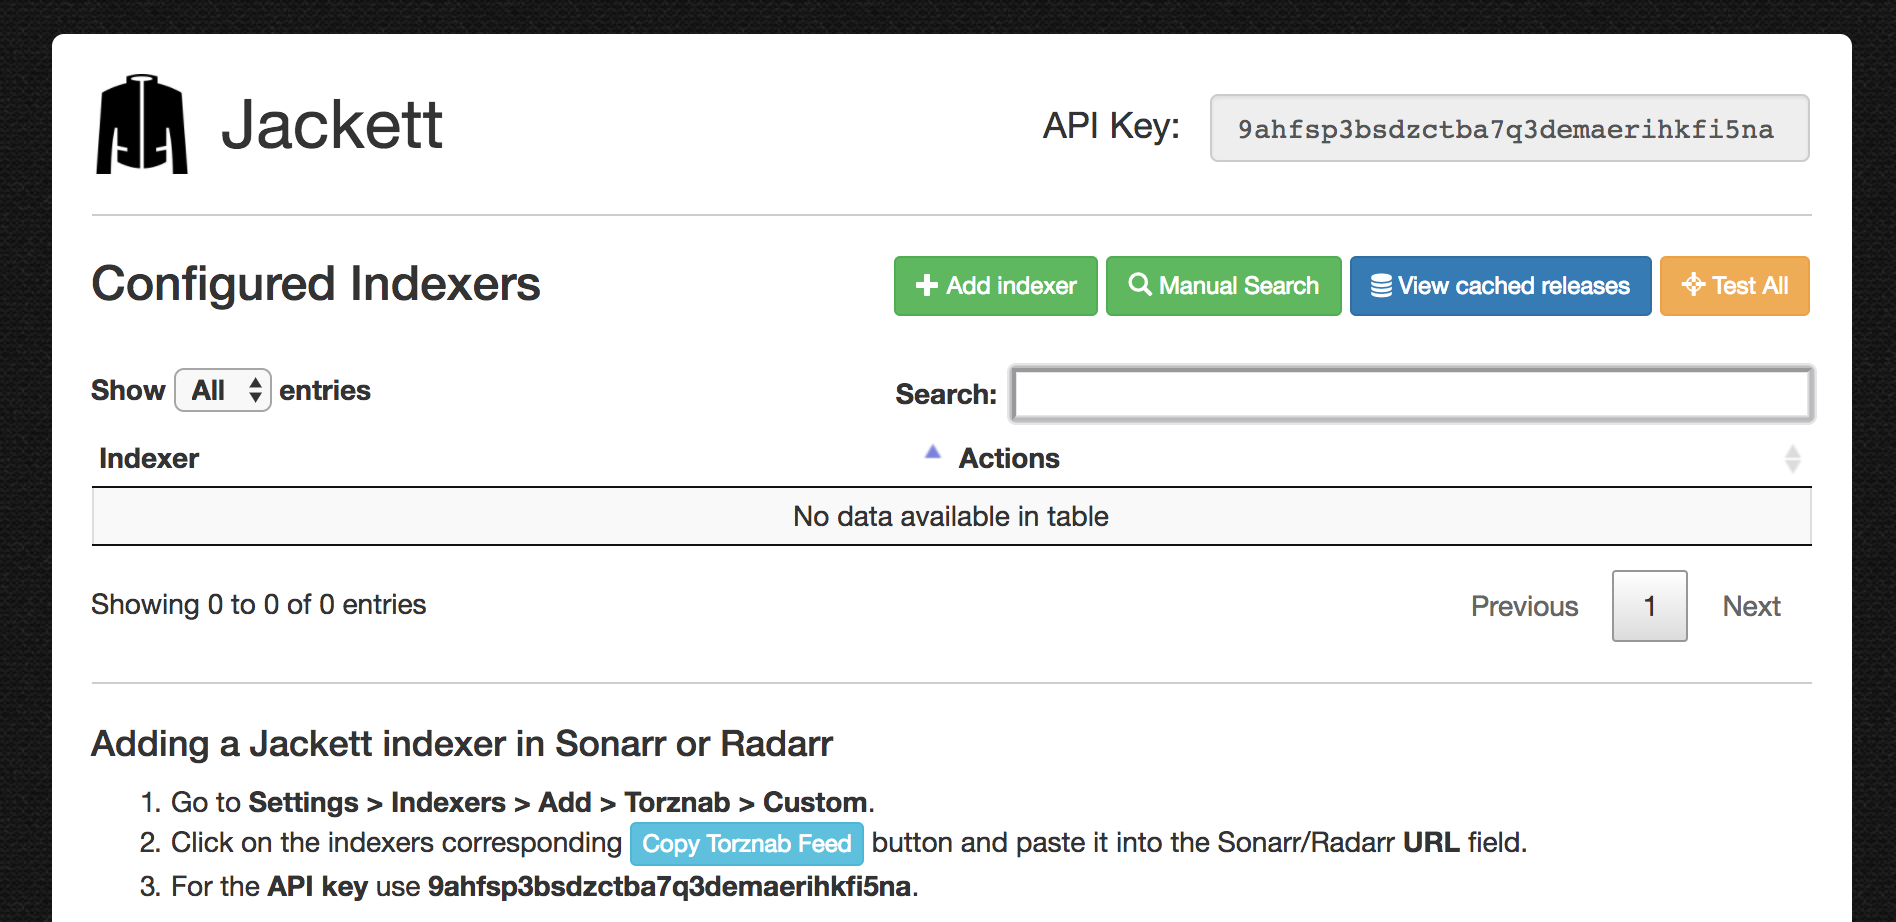 Jackett
API Key: 9ahfsp3bsdzctba7q3demaerihkfi5na
Configured Indexers
Add indexer Manual Search View cached releases Test All
Show All entries Search:
Indexer Actions
No data available in table
Showing 0 to 0 of 0 entries Previous 1 Next
Adding a Jackett indexer in Sonarr or Radarr
1. Go to Settings > Indexers > Add > Torznab > Custom.
2. Click on the indexers corresponding Copy Torznab Feed button and paste it into the Sonarr/Radarr URL field.
3. For the API key use 9ahfsp3bsdzctba7q3demaerihkfi5na.